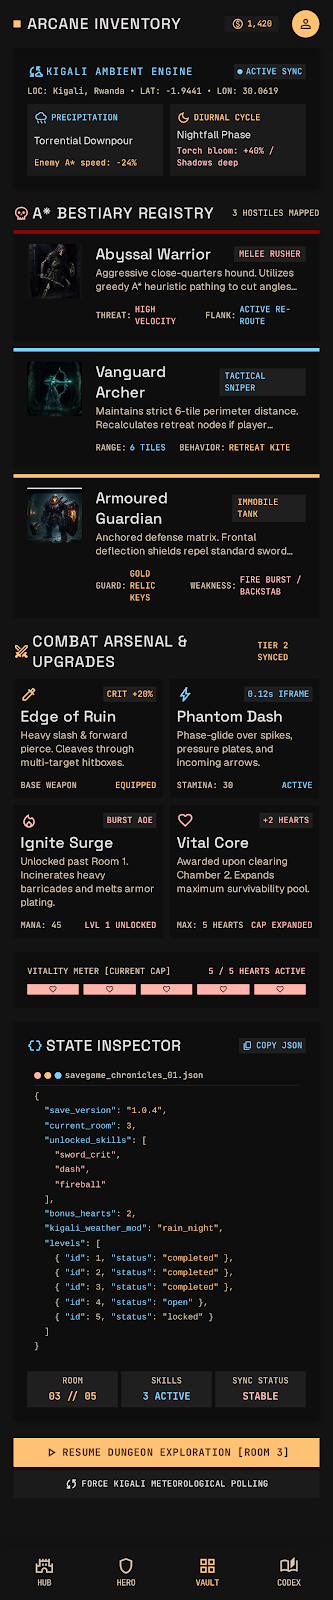 ARCANE INVENTORY
1,420
KIGALI AMBIENT ENGINE
ACTIVE SYNC
LOC: Kigali, Rwanda • LAT: -1.9441 • LON: 30.0619
PRECIPITATION
Torrential Downpour
Enemy A* speed: -24%
DIURNAL CYCLE
Nightfall Phase
Torch bloom: +40% /
Shadows deep
A* BESTIARY REGISTRY
3 HOSTILES MAPPED
Abyssal Warrior
MELEE RUSHER
Aggressive close-quarters hound. Utilizes
greedy A* heuristic pathing to cut angles…
THREAT: HIGH
VELOCITY
FLANK: ACTIVE RE-
ROUTE
Vanguard
Archer
TACTICAL
SNIPER
Maintains strict 6-tile perimeter distance.
Recalculates retreat nodes if player…
RANGE: 6 TILES
BEHAVIOR: RETREAT KITE
Armoured
Guardian
IMMOBILE
TANK
Anchored defense matrix. Frontal
deflection shields repel standard sword…
GUARD: GOLD
RELIC
KEYS
WEAKNESS: FIRE BURST /
BACKSTAB
COMBAT ARSENAL &
UPGRADES
TIER 2
SYNCED
CRIT +20%
Edge of Ruin
Heavy slash & forward
pierce. Cleaves through
multi-target hitboxes.
BASE WEAPON
EQUIPPED
0.12s IFRAME
Phantom Dash
Phase-glide over spikes,
pressure plates, and
incoming arrows.
STAMINA: 30
ACTIVE
BURST AOE
Ignite Surge
Unlocked past Room 1.
Incinerates heavy
barricades and melts armor
plating.
MANA: 45
LVL 1 UNLOCKED
+2 HEARTS
Vital Core
Awarded upon clearing
Chamber 2. Expands
maximum survivability pool.
MAX: 5 HEARTS
CAP EXPANDED
VITALITY METER [CURRENT CAP]
5 / 5 HEARTS ACTIVE
STATE INSPECTOR
COPY JSON
savegame_chronicles_01.json
{
"save_version": "1.0.4",
"current_room": 3,
"unlocked_skills": [
"sword_crit",
"dash",
"fireball"
],
"bonus_hearts": 2,
"kigali_weather_mod": "rain_night",
"levels": [
{ "id": 1, "status": "completed" },
{ "id": 2, "status": "completed" },
{ "id": 3, "status": "completed" },
{ "id": 4, "status": "open" },
{ "id": 5, "status": "locked" }
]
}
ROOM
03 // 05
SKILLS
3 ACTIVE
SYNC STATUS
STABLE
RESUME DUNGEON EXPLORATION [ROOM 3]
FORCE KIGALI METEOROLOGICAL POLLING
HUB
HERO
VAULT
CODEX